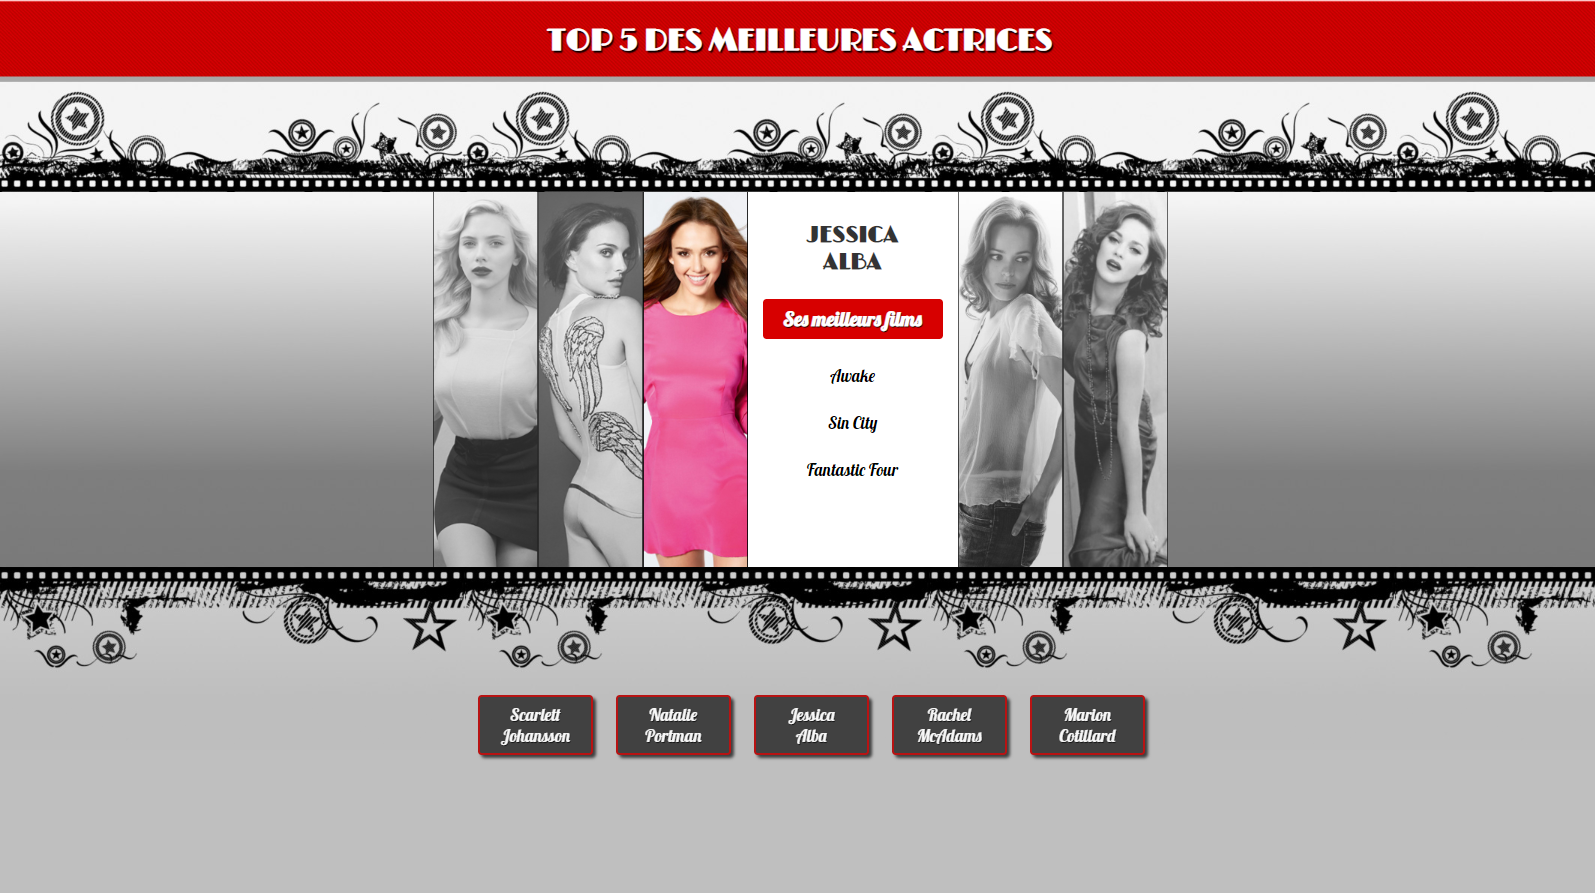 TOP 5 DES MEILLEURES ACTRICES
JESSICA
ALBA
Ses meilleurs films
Awake
Sin City
Fantastic Four
Scarlett
Johansson
Natalie
Portman
Jessica
Alba
Rachel
McAdams
Marion
Cotillard